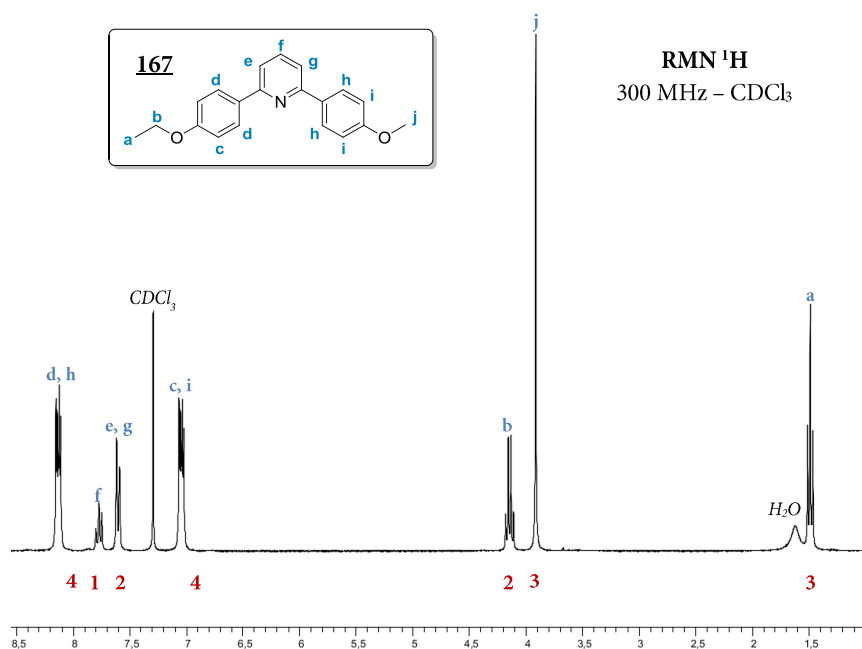 j
167
f
e
g
d
h
i
N
b
j
a
O
O
d
c
h
i
RMN ¹H
300 MHz – CDCl₃
CDCl₃
a
d, h
c, i
e, g
b
f
H₂O
4 1 2 4 2 3 3
8,5 8 7,5 7 6,5 6 5,5 5 4,5 4 3,5 3 2,5 2 1,5